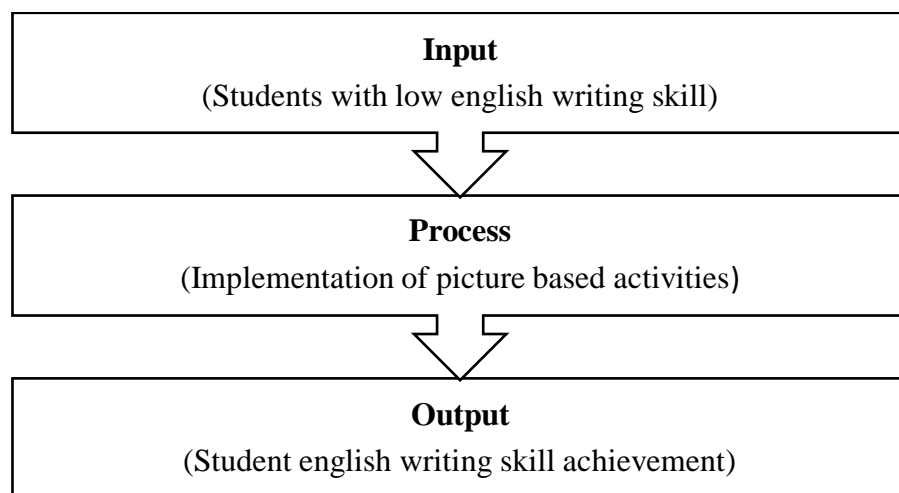 Input
(Students with low english writing skill)
Process
(Implementation of picture based activities)
Output
(Student english writing skill achievement)